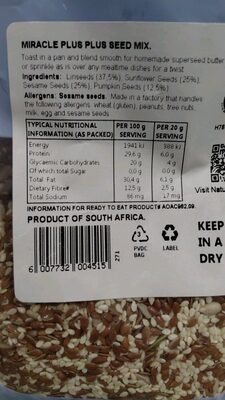 MIRACLE PLUS PLUS SEED MIX.
Toast in a pan and blend smooth for homemade superseed butter
or sprinkle as is over any mealtime dishes for a twist
Ingredients: Linseeds (37,5%), Sunflower Seeds (25%),
Sesame Seeds (25%), Pumpkin Seeds (12,5%)
Allergens: Sesame seeds. Made in a factory that handles
the following allergens: wheat (gluten), peanuts, tree nuts,
milk, egg and sesame seeds
TYPICAL NUTRITIONAL INFORMATION (AS PACKED) PER 100 g SERVING PER 20 g SERVING
Energy 1941 kJ 388 kJ
Protein 29,6 g 6,0 g
Glycaemic Carbohydrates 20 g 4 g
Of which total Sugar 0,0 g 0,0 g
Total Fat 30,4 g 6,1 g
Dietary Fibre# 12,5 g 2,5 g
Total Sodium 86 mg 17 mg
INFORMATION FOR READY TO EAT PRODUCT# AOAC982.09.
PRODUCT OF SOUTH AFRICA.
Visit Natu
KEEP
IN A
DRY
271
3
PVDC
BAG
LABEL
6 007732 004515